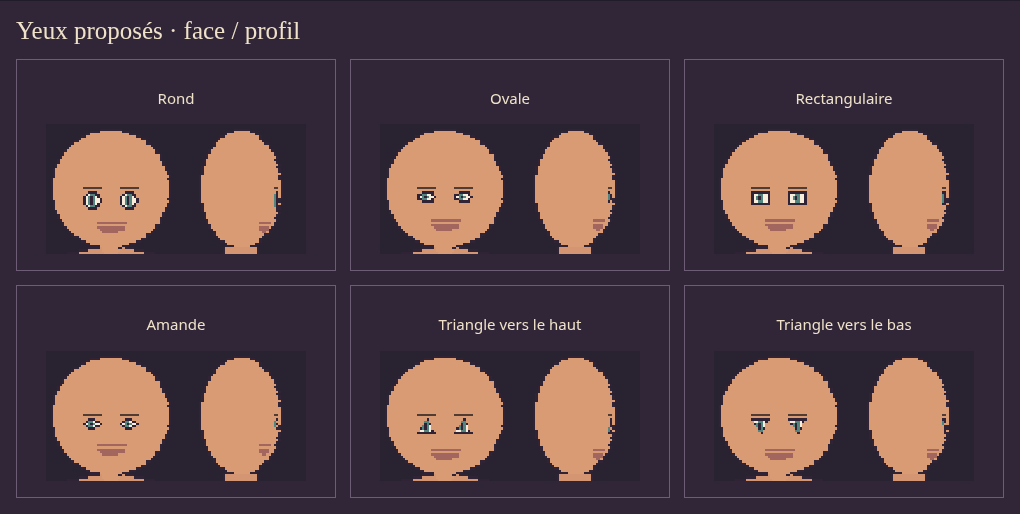 Yeux proposés · face / profil
Rond
Ovale
Rectangulaire
Amande
Triangle vers le haut
Triangle vers le bas